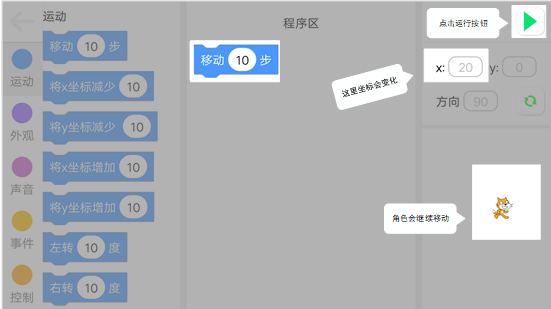 运动
程序区
点击运行按钮
移动 10 步
移动 10 步
x: 20 y: 0
运动
将x坐标减少 10
这里坐标会变化
方向 90
外观
将y坐标减少 10
声音
将x坐标增加 10
将y坐标增加 10
角色会继续移动
事件
左转 10 度
控制
右转 10 度